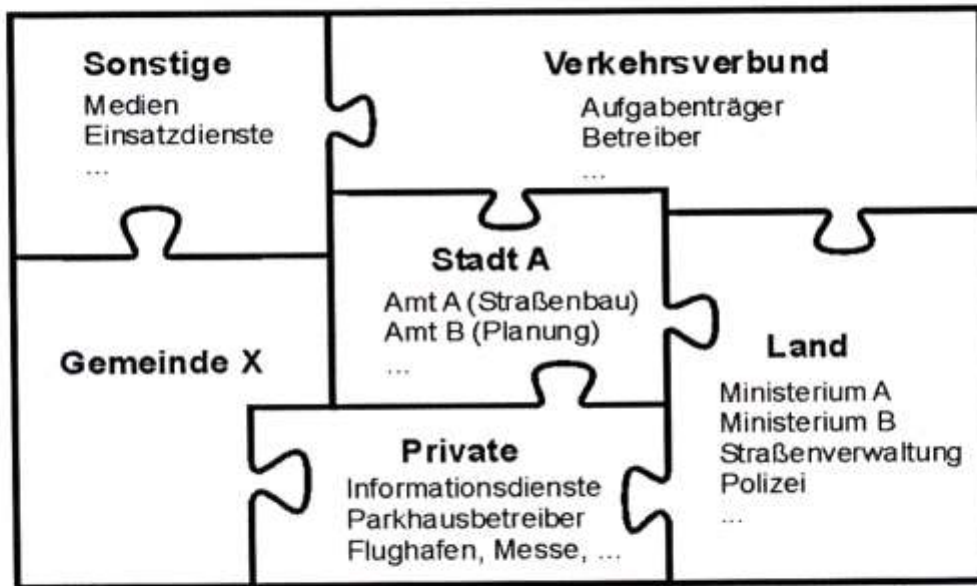 Sonstige
Medien
Einsatzdienste
...
Verkehrsverbund
Aufgabenträger
Betreiber
...
Stadt A
Amt A (Straßenbau)
Amt B (Planung)
...
Gemeinde X
Land
Ministerium A
Ministerium B
Straßenverwaltung
Polizei
...
Private
Informationsdienste
Parkhausbetreiber
Flughafen, Messe, ...